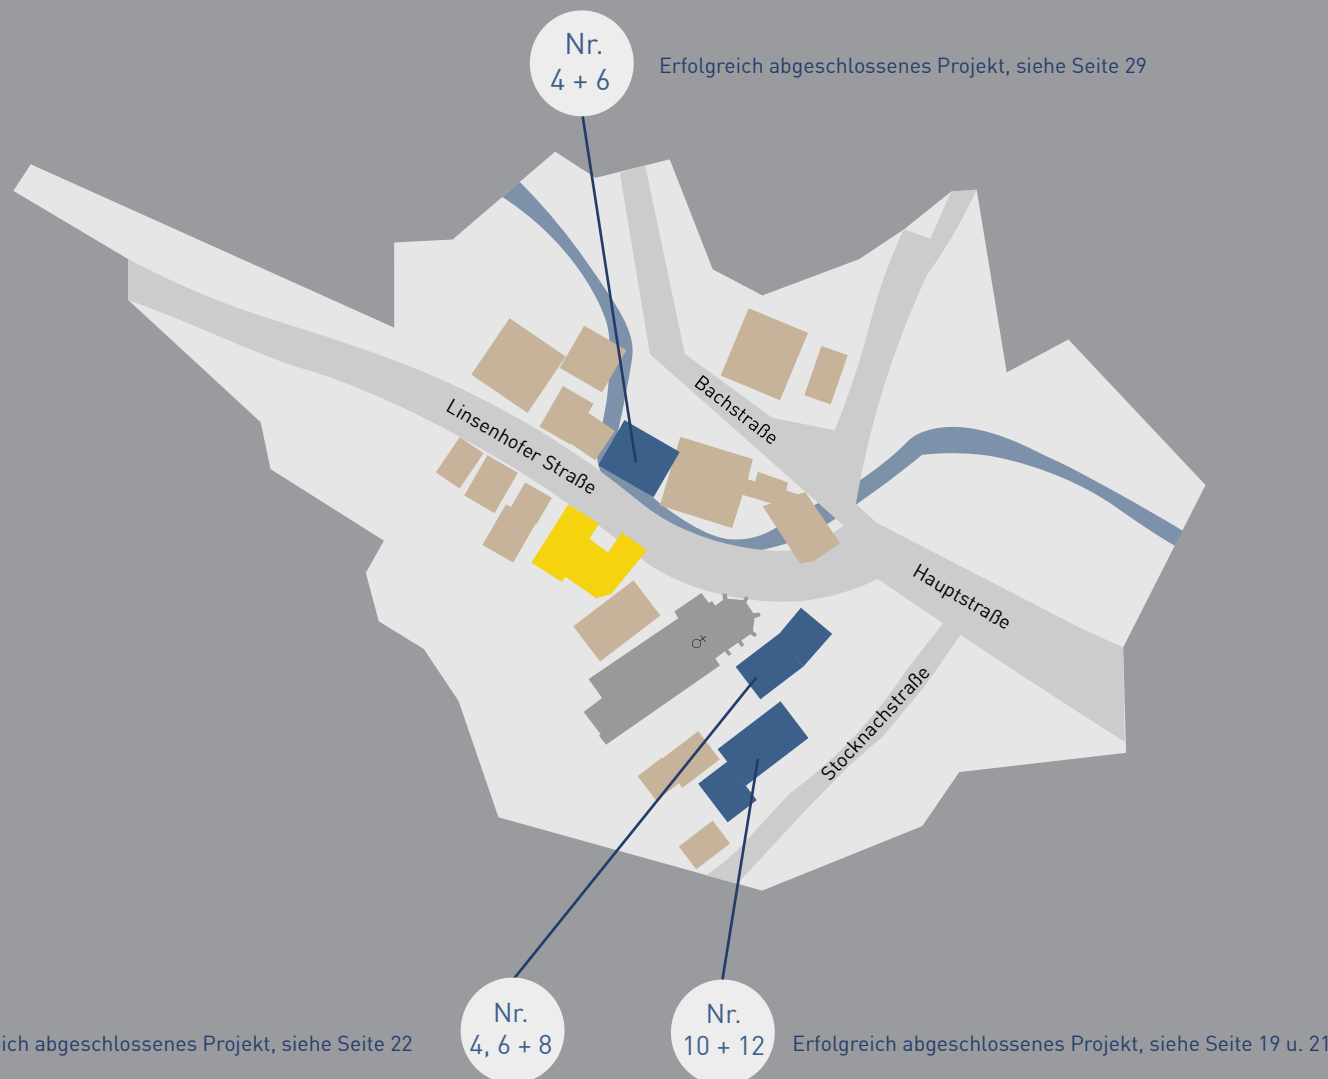 Nr.
4 + 6
Erfolgreich abgeschlossenes Projekt, siehe Seite 29
Bachstraße
Linsenhofer Straße
Hauptstraße
Stocknachstraße
Nr.
4, 6 + 8
ich abgeschlossenes Projekt, siehe Seite 22
Nr.
10 + 12
Erfolgreich abgeschlossenes Projekt, siehe Seite 19 u. 21